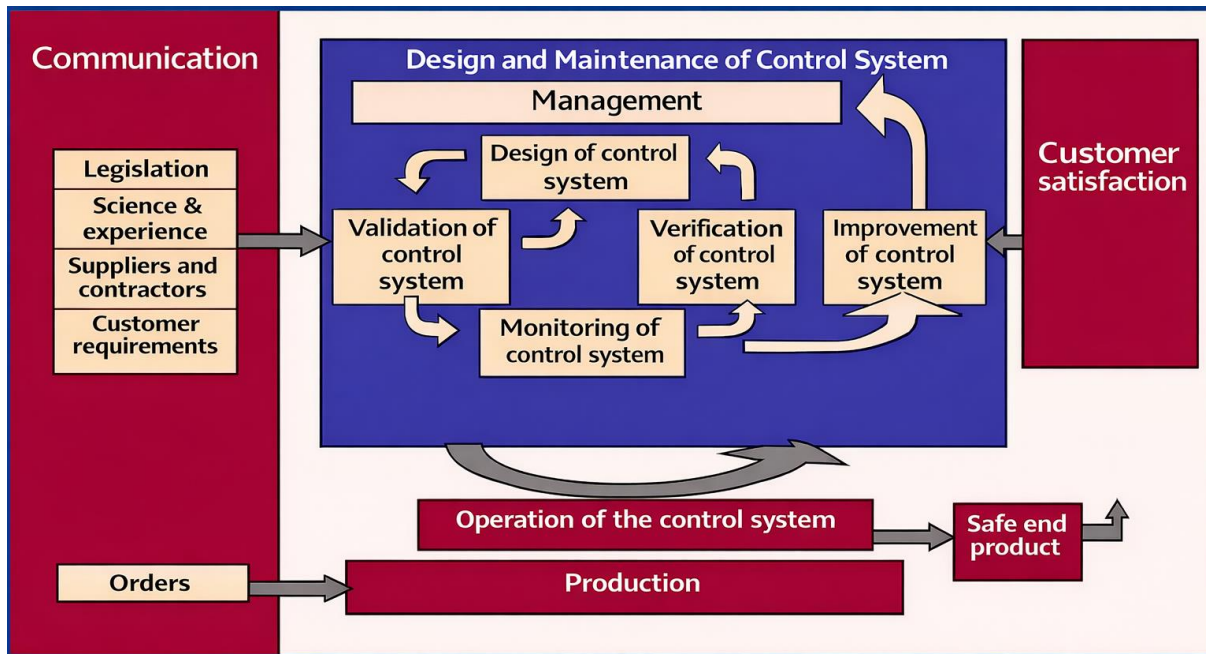 Communication
Legislation
Science &
experience
Suppliers and
contractors
Customer
requirements
Orders
Design and Maintenance of Control System
Management
Design of control
system
Validation of
control
system
Verification
of control
system
Improvement
of control
system
Monitoring of
control system
Customer
satisfaction
Operation of the control system
Safe end
product
Production